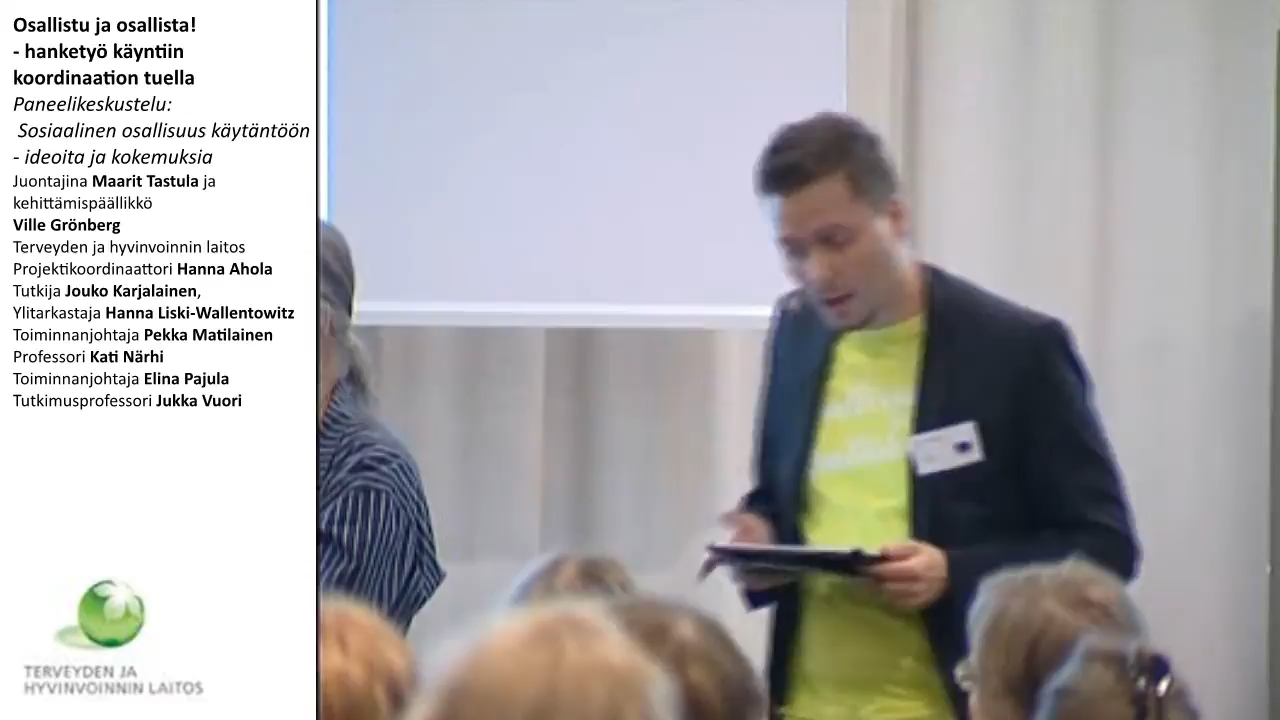 Osallistu ja osallista!
- hanketyö käyntiin
koordinaation tuella
Paneelikeskustelu:
Sosiaalinen osallisuus käytäntöön
- ideoita ja kokemuksia
Juontajina Maarit Tastula ja
kehittämispäällikkö
Ville Grönberg
Terveyden ja hyvinvoinnin laitos
Projektikoordinaattori Hanna Ahola
Tutkija Jouko Karjalainen,
Ylitarkastaja Hanna Liski-Wallentowitz
Toiminnanjohtaja Pekka Matilainen
Professori Kati Närhi
Toiminnanjohtaja Elina Pajula
Tutkimusprofessori Jukka Vuori
TERVEYDEN JA
HYVINVOINNIN LAITOS